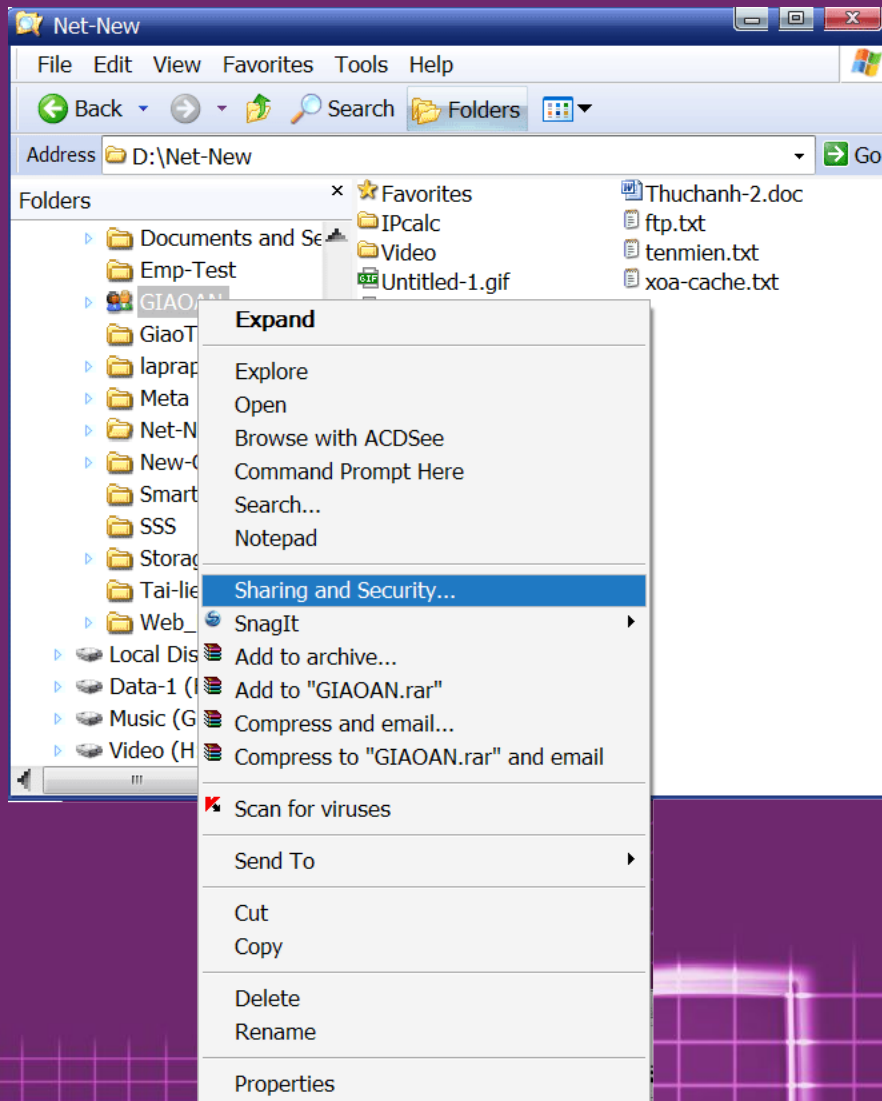 Net-New
File Edit View Favorites Tools Help
Back Search Folders
Address D:\Net-New Go
Folders
Documents and Se
Emp-Test
GIAOAN
GiaoT
laprap
Meta
Net-N
New-
Smart
SSS
Storag
Tai-lie
Web_
Local Dis
Data-1 (
Music (G
Video (H
Favorites
IPcalc
Video
Untitled-1.gif
Thuchanh-2.doc
ftp.txt
tenmien.txt
xoa-cache.txt
Expand
Explore
Open
Browse with ACDSee
Command Prompt Here
Search...
Notepad
Sharing and Security...
SnagIt
Add to archive...
Add to "GIAOAN.rar"
Compress and email...
Compress to "GIAOAN.rar" and email
Scan for viruses
Send To
Cut
Copy
Delete
Rename
Properties